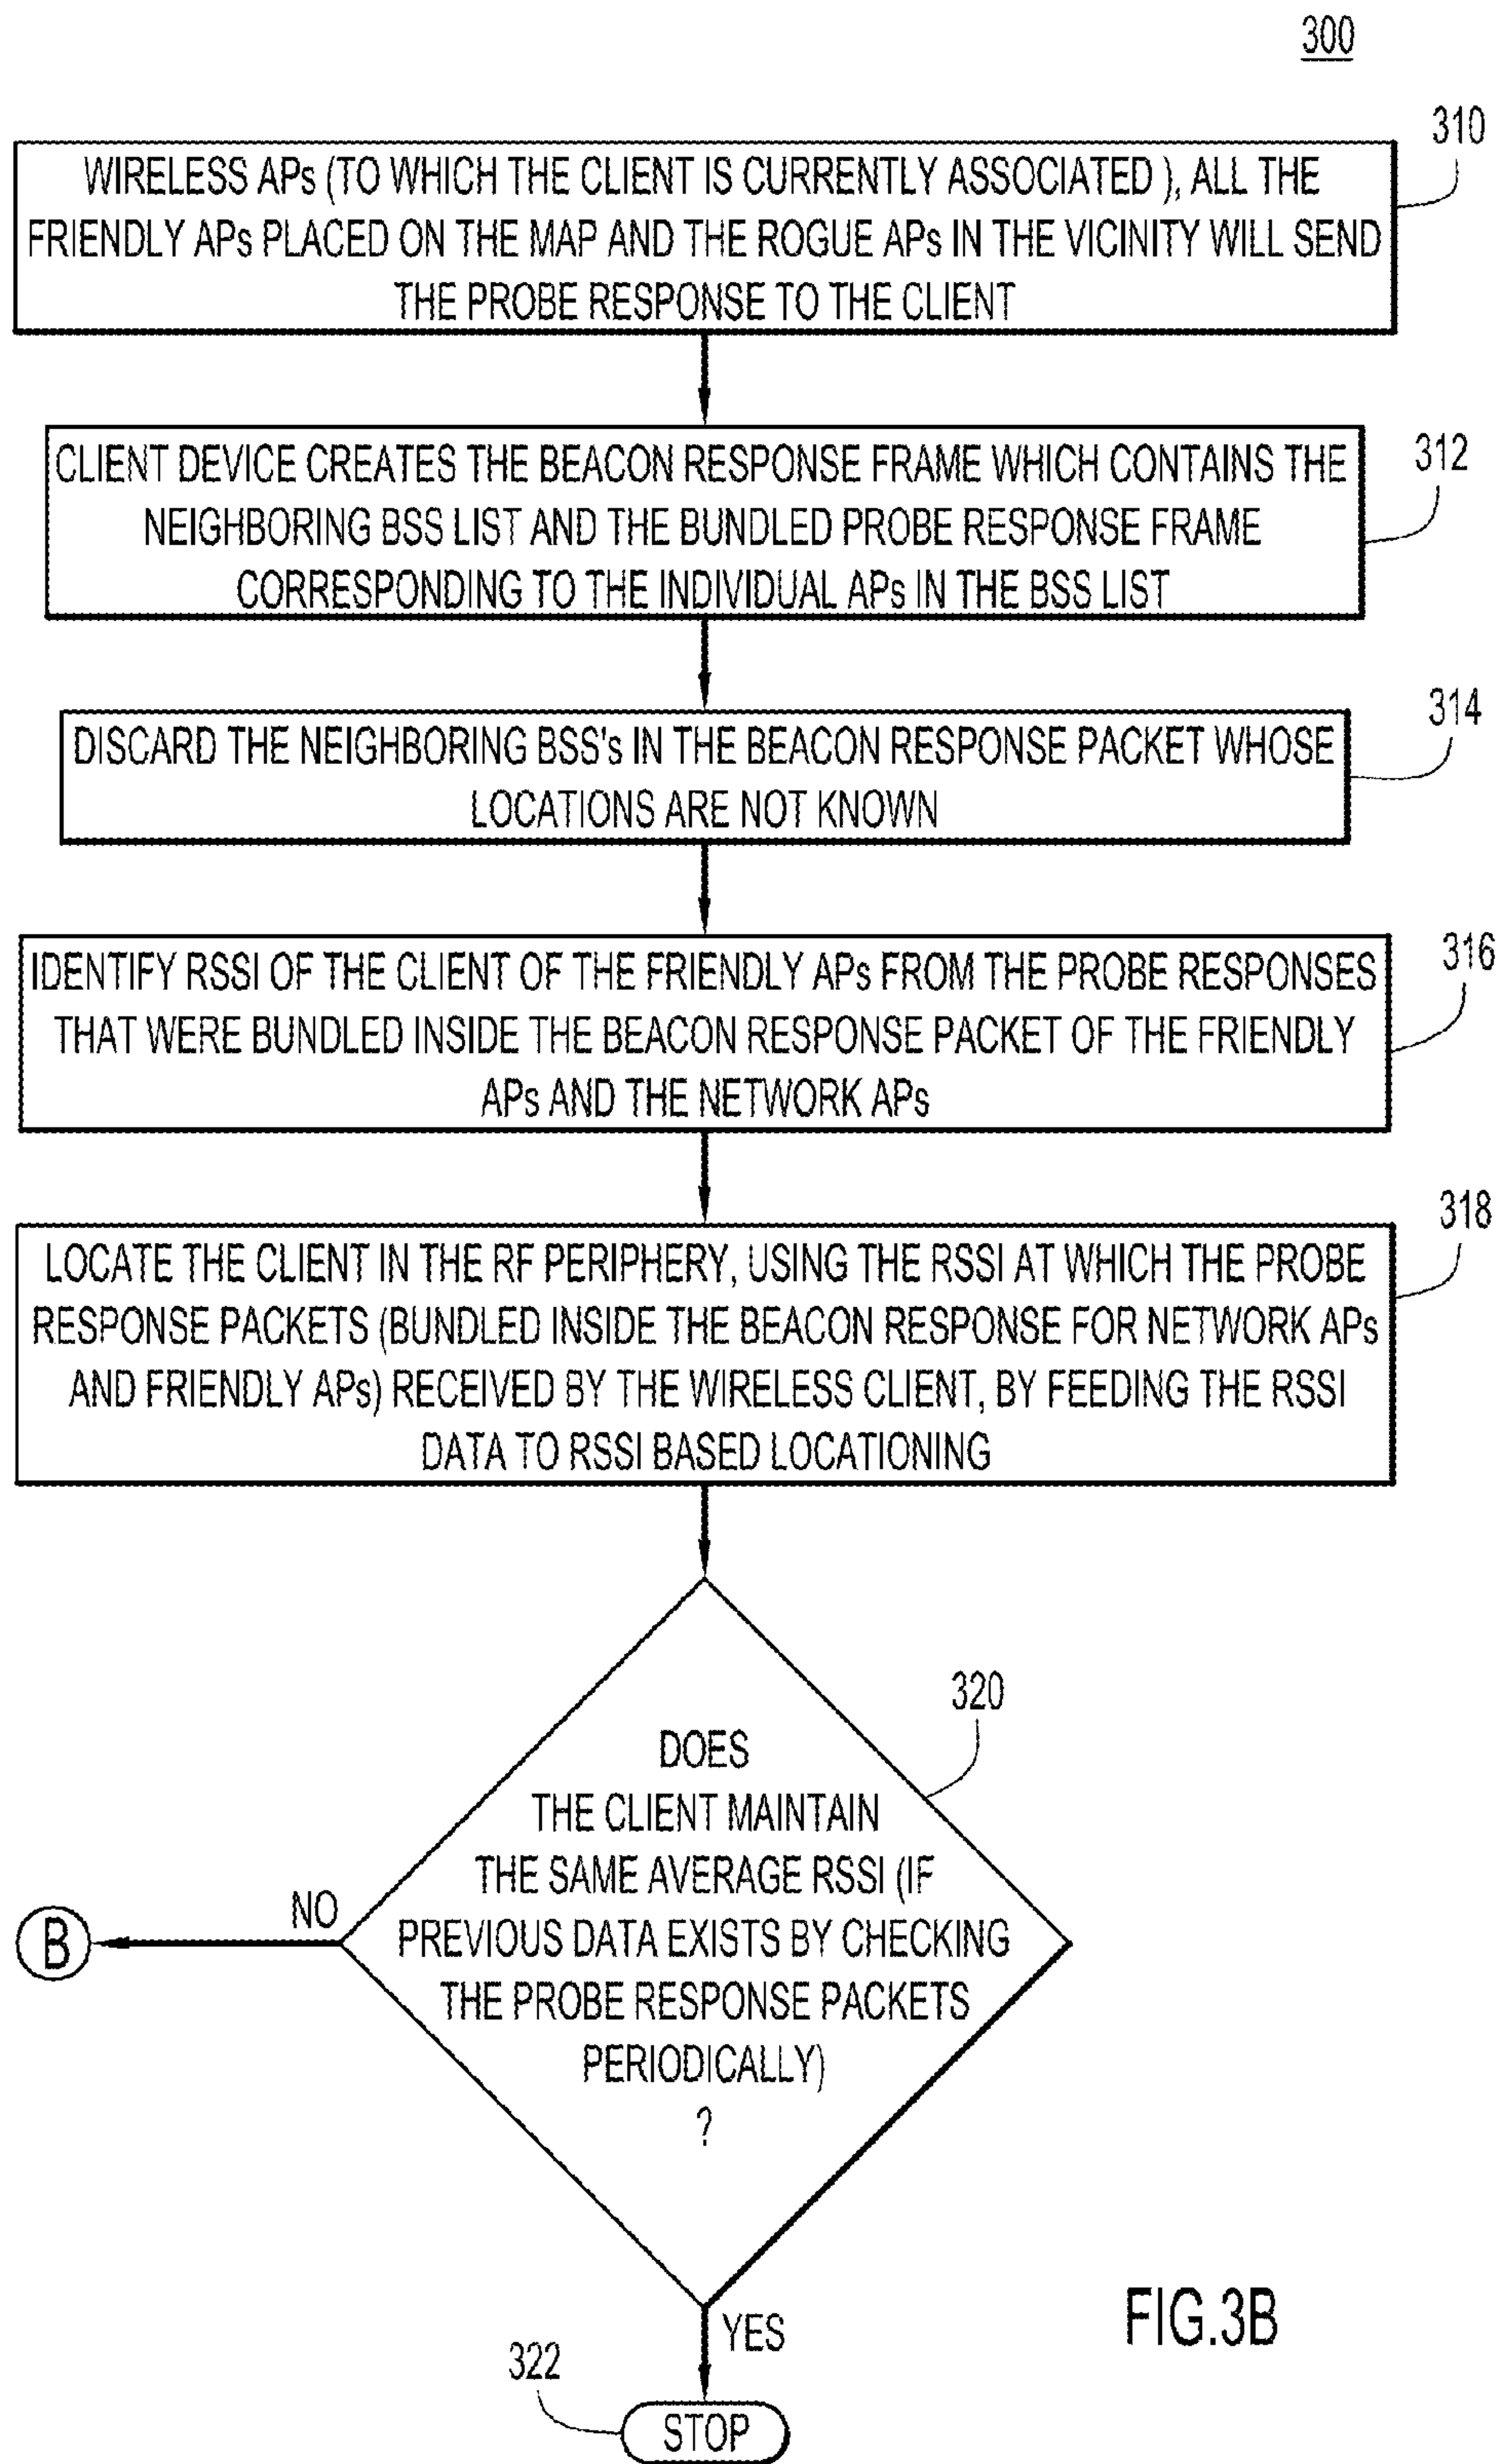 300
310
WIRELESS APs (TO WHICH THE CLIENT IS CURRENTLY ASSOCIATED ), ALL THE
FRIENDLY APs PLACED ON THE MAP AND THE ROGUE APs IN THE VICINITY WILL SEND
THE PROBE RESPONSE TO THE CLIENT
312
CLIENT DEVICE CREATES THE BEACON RESPONSE FRAME WHICH CONTAINS THE
NEIGHBORING BSS LIST AND THE BUNDLED PROBE RESPONSE FRAME
CORRESPONDING TO THE INDIVIDUAL APs IN THE BSS LIST
314
DISCARD THE NEIGHBORING BSS's IN THE BEACON RESPONSE PACKET WHOSE
LOCATIONS ARE NOT KNOWN
316
IDENTIFY RSSI OF THE CLIENT OF THE FRIENDLY APs FROM THE PROBE RESPONSES
THAT WERE BUNDLED INSIDE THE BEACON RESPONSE PACKET OF THE FRIENDLY
APs AND THE NETWORK APs
318
LOCATE THE CLIENT IN THE RF PERIPHERY, USING THE RSSI AT WHICH THE PROBE
RESPONSE PACKETS (BUNDLED INSIDE THE BEACON RESPONSE FOR NETWORK APs
AND FRIENDLY APs) RECEIVED BY THE WIRELESS CLIENT, BY FEEDING THE RSSI
DATA TO RSSI BASED LOCATIONING
320
DOES
THE CLIENT MAINTAIN
THE SAME AVERAGE RSSI (IF
PREVIOUS DATA EXISTS BY CHECKING
THE PROBE RESPONSE PACKETS
PERIODICALLY)
?
NO
B
YES
322
STOP
FIG.3B